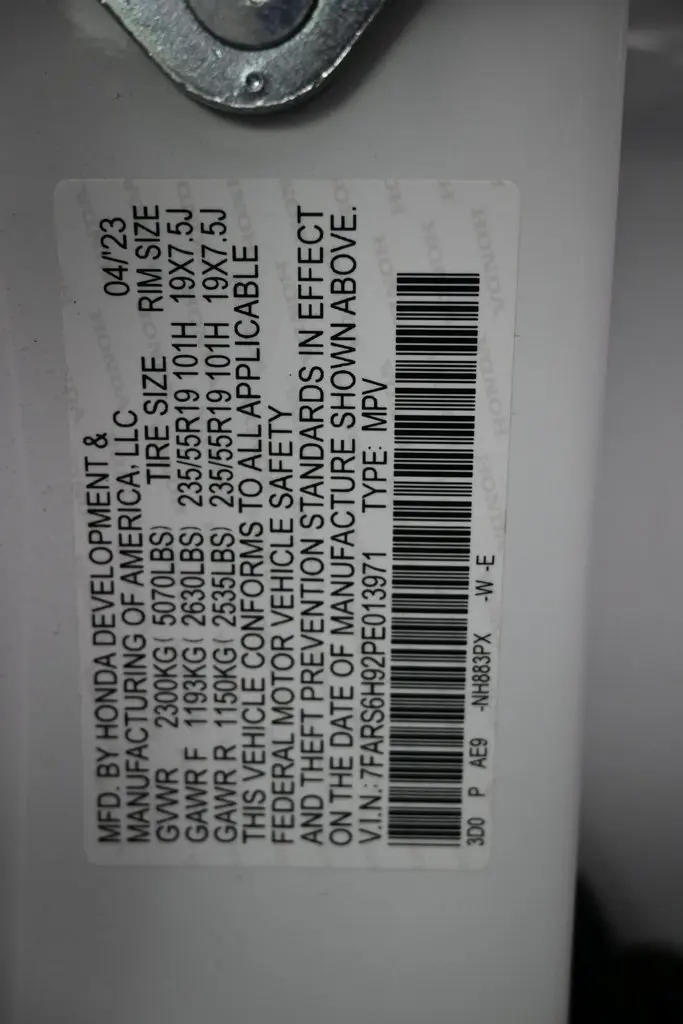 MFD. BY HONDA DEVELOPMENT &
MANUFACTURING OF AMERICA, LLC 04/'23
GVWR 2300KG( 5070LBS) TIRE SIZE RIM SIZE
GAWR F 1193KG( 2630LBS) 235/55R19 101H 19X7.5J
GAWR R 1150KG( 2535LBS) 235/55R19 101H 19X7.5J
THIS VEHICLE CONFORMS TO ALL APPLICABLE
FEDERAL MOTOR VEHICLE SAFETY
AND THEFT PREVENTION STANDARDS IN EFFECT
ON THE DATE OF MANUFACTURE SHOWN ABOVE.
V.I.N.: 7FARS6H92PE013971 TYPE: MPV
3D0 P AE9 -NH883PX -W -E